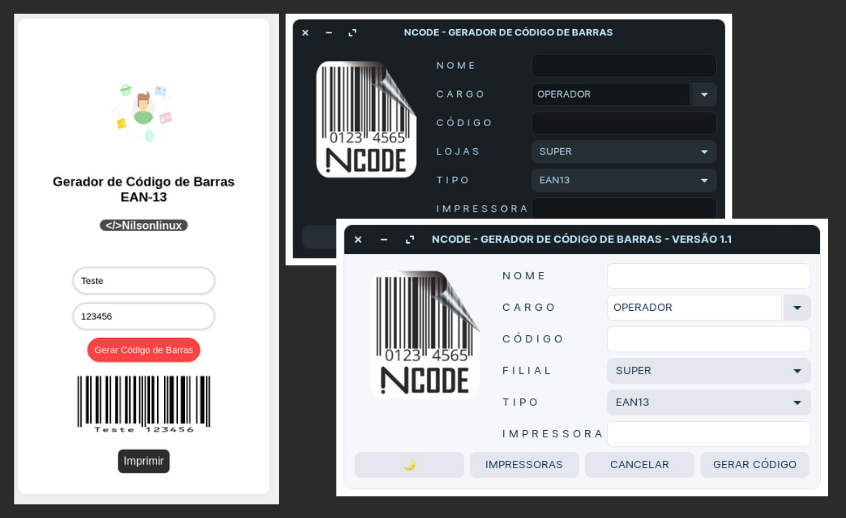 Gerador de Código de Barras
EAN-13
</>Nilsonlinux
Teste
123456
Gerar Código de Barras
Teste 123456
Imprimir
NCODE - GERADOR DE CÓDIGO DE BARRAS
0123 4565
NCODE
NOME
CARGO OPERADOR
CÓDIGO
LOJAS SUPER
TIPO EAN13
IMPRESSORA
NCODE - GERADOR DE CÓDIGO DE BARRAS - VERSÃO 1.1
0123 4565
NCODE
NOME
CARGO OPERADOR
CÓDIGO
FILIAL SUPER
TIPO EAN13
IMPRESSORA
IMPRESSORAS CANCELAR GERAR CÓDIGO